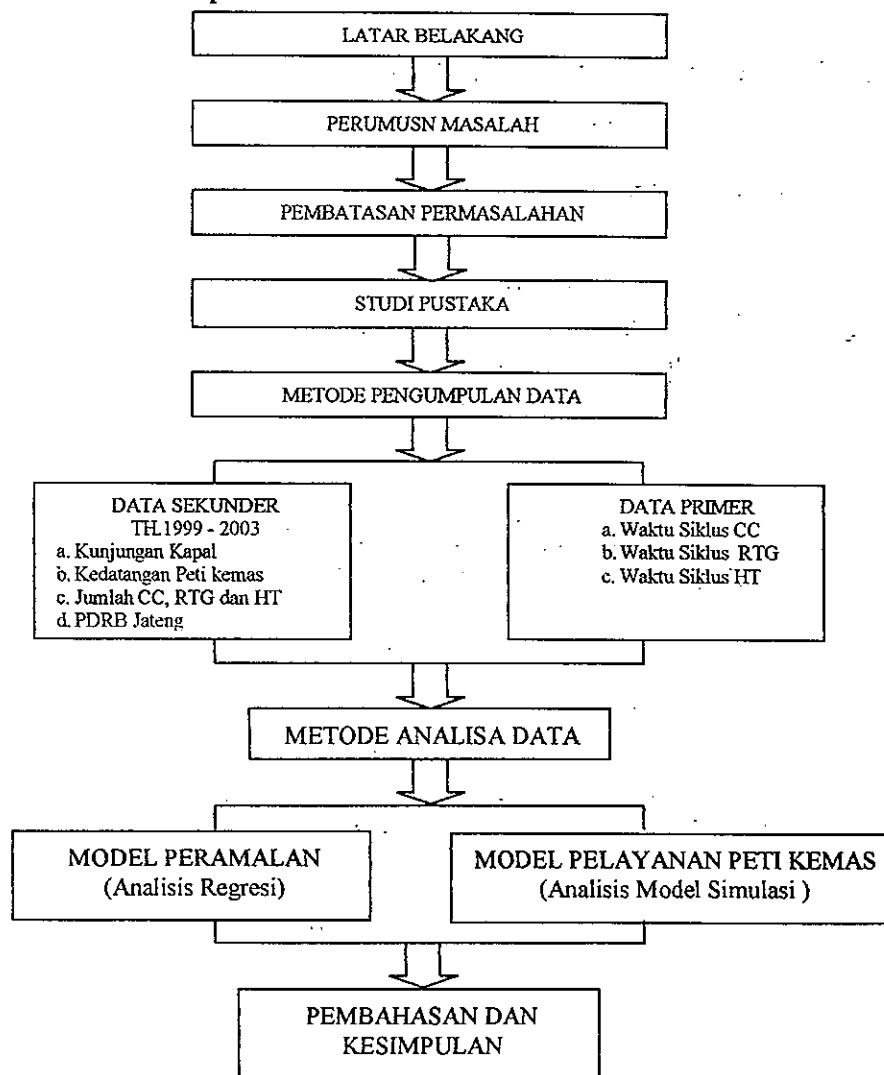 LATAR BELAKANG
PERUMUSN MASALAH
PEMBATASAN PERMASALAHAN
STUDI PUSTAKA
METODE PENGUMPULAN DATA
DATA SEKUNDER
TH.1999 - 2003
a. Kunjungan Kapal
b. Kedatangan Peti kemas
c. Jumlah CC, RTG dan HT
d. PDRB Jateng
DATA PRIMER
a. Waktu Siklus CC
b. Waktu Siklus RTG
c. Waktu Siklus HT
METODE ANALISA DATA
MODEL PERAMALAN
(Analisis Regresi)
MODEL PELAYANAN PETI KEMAS
(Analisis Model Simulasi )
PEMBAHASAN DAN
KESIMPULAN